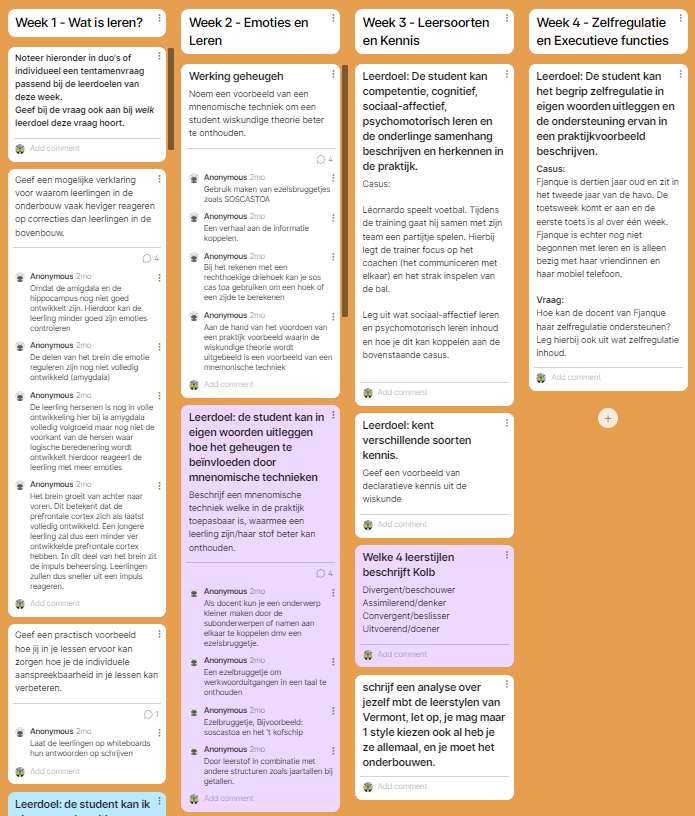 Week 1 - Wat is leren?
Noteer hieronder in duo's of
individueel een tentamenvraag
passend bij de leerdoelen van
deze week.
Geef bij de vraag ook aan bij welk
leerdoel deze vraag hoort.
Add comment
Geef een mogelijke verklaring
voor waarom leerlingen in de
onderbouw vaak heviger reageren
op correcties dan leerlingen in de
bovenbouw.
4
Anonymous 2mo
Omdat de amigdala en de
hippocampus nog niet goed
ontwikkelt zijn. Hierdoor kan de
leerling minder goed zijn emoties
controleren
Anonymous 2mo
De delen van het brein die emotie
reguleren zijn nog niet volledig
ontwikkeld (amygdala)
Anonymous 2mo
De leerling hersenen is nog in volle
ontwikkeling hier bij ia amygdala
volledig volgroeid maar nog niet de
voorkant van de hersen waar
logische beredenering wordt
ontwikkelt hierdoor reageert de
leerling met meer emoties
Anonymous 2mo
Het brein groeit van achter naar
voren. Dit betekent dat de
prefrontale cortex zich als laatst
volledig ontwikkeld. Een jongere
leerling zal dus een minder ver
ontwikkelde prefrontale cortex
hebben. In dit deel van het brein zit
de impuls beheersing. Leerlingen
zullen dus sneller uit een impuls
reageren.
Add comment
Geef een practisch voorbeeld
hoe jij in je lessen ervoor kan
zorgen hoe je de individuele
aanspreekbaarheid in je lessen kan
verbeteren.
1
Anonymous 2mo
Laat de leerlingen op whiteboards
hun antwoorden op schrijven
Add comment
Leerdoel: de student kan ik
Week 2 - Emoties en
Leren
Werking geheugeh
Noem een voorbeeld van een
mnenomische techniek om een
student wiskundige theorie beter
te onthouden.
4
Anonymous 2mo
Gebruik maken van ezelsbruggetjes
zoals SOSCASTOA
Anonymous 2mo
Een verhaal aan de informatie
koppelen.
Anonymous 2mo
Bij het rekenen met een
rechthoekige driehoek kan je sos
cas toa gebruiken om een hoek of
een zijde te berekenen
Anonymous 2mo
Aan de hand van het voordoen van
een praktijk voorbeeld waarin de
wiskundige theorie wordt
uitgebeeld is een voorbeeld van een
mnemonische techniek
Add comment
Leerdoel: de student kan in
eigen woorden uitleggen
hoe het geheugen te
beïnvloeden door
mnenomische technieken
Beschrijf een mnenomische
techniek welke in de praktijk
toepasbaar is, waarmee een
leerling zijn/haar stof beter kan
onthouden.
4
Anonymous 2mo
Als docent kun je een onderwerp
kleiner maken door de
subonderwerpen of namen aan
elkaar te koppelen dmv een
ezelsbruggetje.
Anonymous 2mo
Een ezelbruggetje om
werkwoorduitgangen in een taal te
onthouden
Anonymous 2mo
Ezelbruggetje, Bijvoorbeeld:
soscastoa en het 't kofschip
Anonymous 2mo
Door leerstof in combinatie met
andere structuren zoals jaartallen bij
getallen.
Add comment
Week 3 - Leersoorten
en Kennis
Leerdoel: De student kan
competentie, cognitief,
sociaal-affectief,
psychomotorisch leren en
de onderlinge samenhang
beschrijven en herkennen in
de praktijk.
Casus:
Léornardo speelt voetbal. Tijdens
de training gaat hij samen met zijn
team een partijtje spelen. Hierbij
legt de trainer focus op het
coachen (het communiceren met
elkaar) en het strak inspelen van
de bal.
Leg uit wat sociaal-affectief leren
en psychomotorisch leren inhoud
en hoe je dit kan koppelen aan de
bovenstaande casus.
Add comment
Leerdoel: kent
verschillende soorten
kennis.
Geef een voorbeeld van
declaratieve kennis uit de
wiskunde
Add comment
Welke 4 leerstijlen
beschrijft Kolb
Divergent/beschouwer
Assimilerend/denker
Convergent/beslisser
Uitvoerend/doener
Add comment
schrijf een analyse over
jezelf mbt de leerstylen van
Vermont, let op, je mag maar
1 style kiezen ook al heb je
ze allemaal, en je moet het
onderbouwen.
Add comment
Week 4 - Zelfregulatie
en Executieve functies
Leerdoel: De student kan
het begrip zelfregulatie in
eigen woorden uitleggen en
de ondersteuning ervan in
een praktijkvoorbeeld
beschrijven.
Casus:
Fjanque is dertien jaar oud en zit in
het tweede jaar van de havo. De
toetsweek komt er aan en de
eerste toets is al over één week.
Fjanque is echter nog niet
begonnen met leren en is alleen
bezig met haar vriendinnen en
haar mobiel telefoon.
Vraag:
Hoe kan de docent van Fjanque
haar zelfregulatie ondersteunen?
Leg hierbij ook uit wat zelfregulatie
inhoud.
Add comment